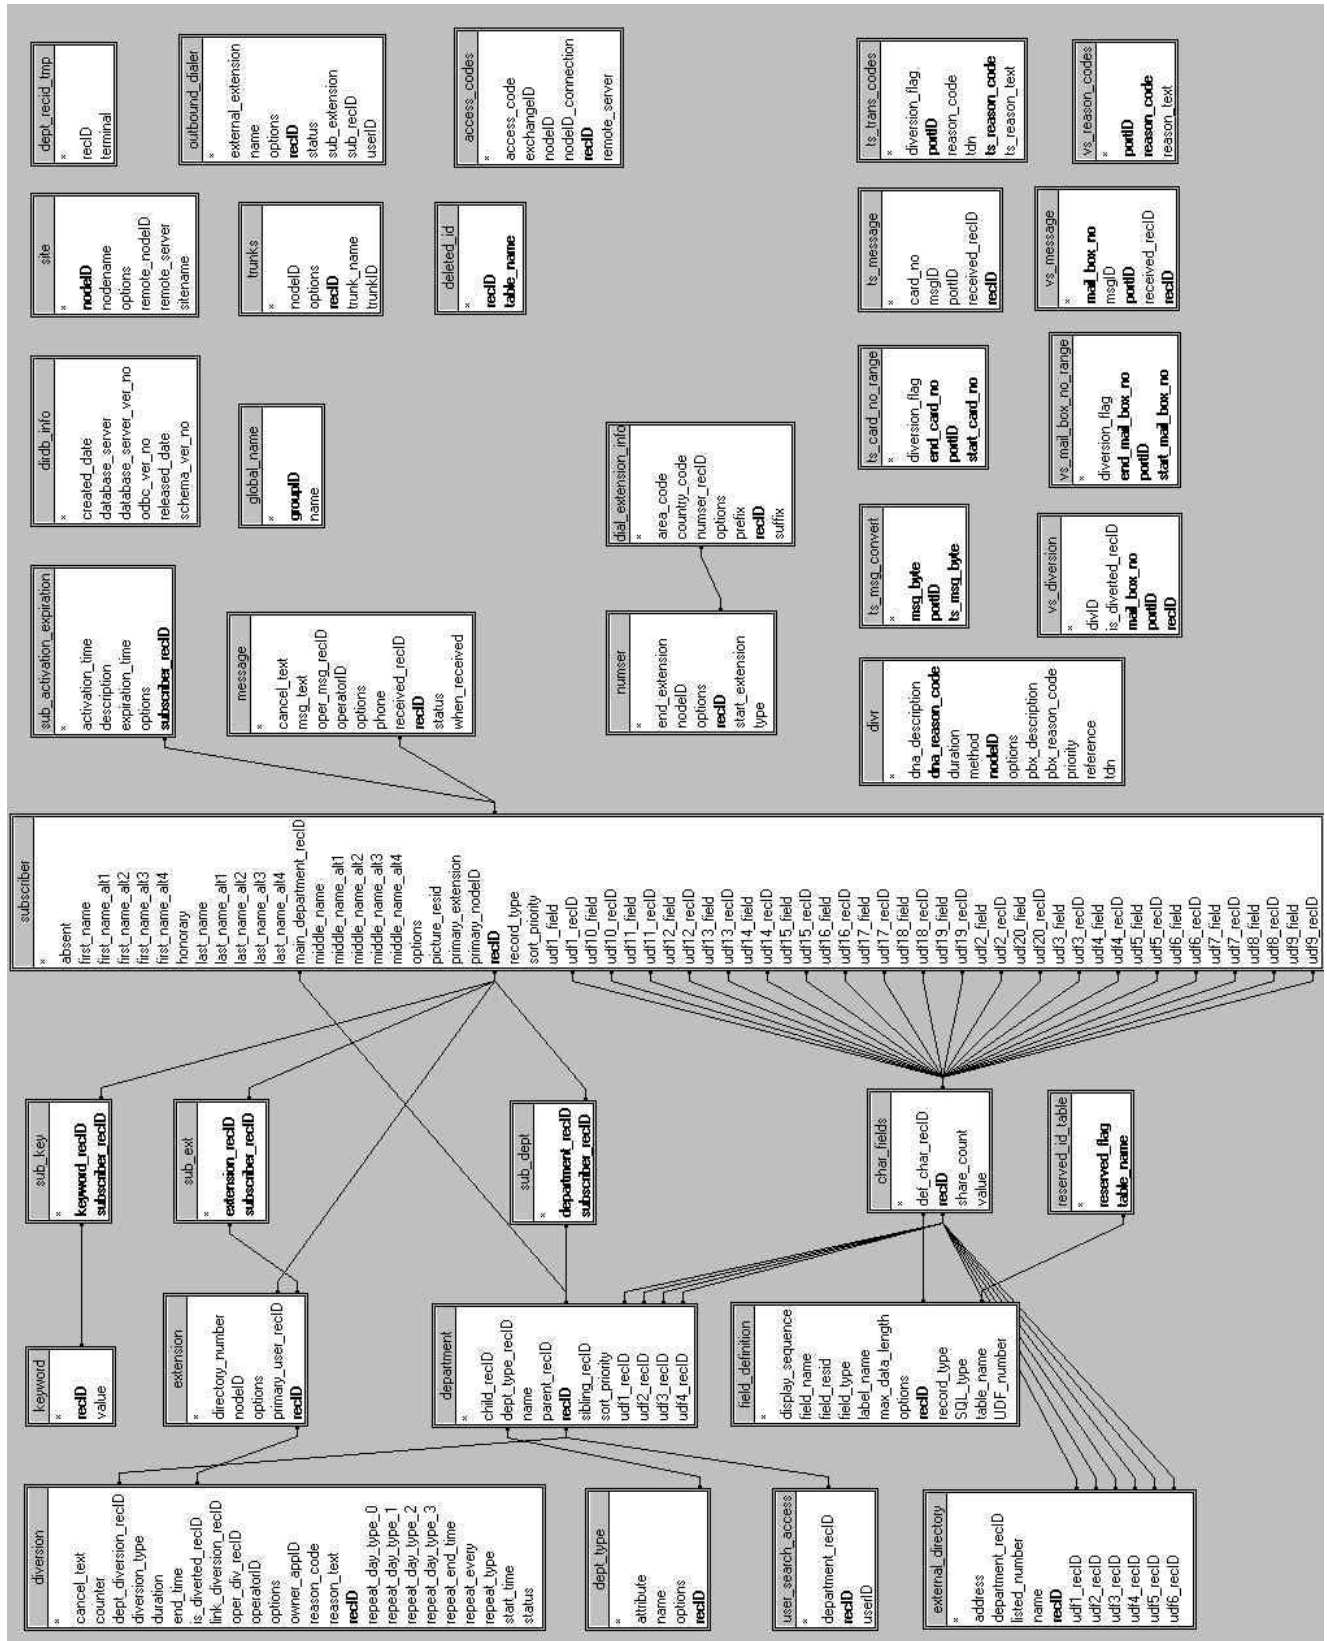 diversion
*
cancel_text
counter
dept_diversion_recID
diversion_type
duration
end_time
is_diverted_recID
link_diversion_recID
oper_div_recID
operatorID
options
owner_appID
reason_code
reason_text
recID
repeat_day_type_0
repeat_day_type_1
repeat_day_type_2
repeat_day_type_3
repeat_end_time
repeat_every
repeat_type
start_time
status
dept_type
*
attribute
name
options
recID
user_search_access
*
department_recID
recID
userID
external_directory
*
address
department_recID
listed_number
name
recID
udf1_recID
udf2_recID
udf3_recID
udf4_recID
udf5_recID
udf6_recID
keyword
*
recID
value
extension
*
directory_number
nodeID
options
primary_user_recID
recID
department
*
child_recID
dept_type_recID
name
parent_recID
recID
sibling_recID
sort_priority
udf1_recID
udf2_recID
udf3_recID
udf4_recID
field_definition
*
display_sequence
field_name
field_resid
field_type
label_name
max_data_length
options
recID
record_type
SQL_type
table_name
UDF_number
sub_key
*
keyword_recID
subscriber_recID
sub_ext
*
extension_recID
subscriber_recID
sub_dept
*
department_recID
subscriber_recID
char_fields
*
def_char_recID
recID
share_count
value
reserved_id_table
*
reserved_flag
table_name
subscriber
*
absent
first_name
first_name_alt1
first_name_alt2
first_name_alt3
first_name_alt4
honorary
last_name
last_name_alt1
last_name_alt2
last_name_alt3
last_name_alt4
main_department_recID
middle_name
middle_name_alt1
middle_name_alt2
middle_name_alt3
middle_name_alt4
options
picture_resid
primary_extension
primary_nodeID
recID
record_type
sort_priority
udf1_field
udf1_recID
udf10_field
udf10_recID
udf11_field
udf11_recID
udf12_field
udf12_recID
udf13_field
udf13_recID
udf14_field
udf14_recID
udf15_field
udf15_recID
udf16_field
udf16_recID
udf17_field
udf17_recID
udf18_field
udf18_recID
udf19_field
udf19_recID
udf2_field
udf2_recID
udf20_field
udf20_recID
udf3_field
udf3_recID
udf4_field
udf4_recID
udf5_field
udf5_recID
udf6_field
udf6_recID
udf7_field
udf7_recID
udf8_field
udf8_recID
udf9_field
udf9_recID
sub_activation_expiration
*
activation_time
description
expiration_time
options
subscriber_recID
message
*
cancel_text
msg_text
oper_msg_recID
operatorID
options
phone
received_recID
recID
status
when_received
numser
*
end_extension
nodeID
options
recID
start_extension
type
divr
*
dna_description
dna_reason_code
duration
method
nodeID
options
pbx_description
pbx_reason_code
priority
reference
tdn
dirdb_info
*
created_date
database_server
database_server_ver_no
odbc_ver_no
released_date
schema_ver_no
global_name
*
groupID
name
dial_extension_info
*
area_code
country_code
numser_recID
options
prefix
recID
suffix
ts_msg_convert
*
msg_byte
portID
ts_msg_byte
vs_diversion
*
divID
is_diverted_recID
mail_box_no
portID
recID
ts_card_no_range
*
diversion_flag
end_card_no
portID
start_card_no
vs_mail_box_no_range
*
diversion_flag
end_mail_box_no
portID
start_mail_box_no
site
*
nodeID
nodename
options
remote_nodeID
remote_server
sitename
trunks
*
nodeID
options
recID
trunk_name
trunkID
deleted_id
*
recID
table_name
ts_message
*
card_no
msgID
portID
received_recID
recID
vs_message
*
mail_box_no
msgID
portID
received_recID
recID
dept_recid_tmp
*
recID
terminal
outbound_dialer
*
external_extension
name
options
recID
status
sub_extension
sub_recID
userID
access_codes
*
access_code
exchangeID
nodeID
nodeID_connection
recID
remote_server
ts_trans_codes
*
diversion_flag
portID
reason_code
tdn
ts_reason_code
ts_reason_text
vs_reason_codes
*
portID
reason_code
reason_text